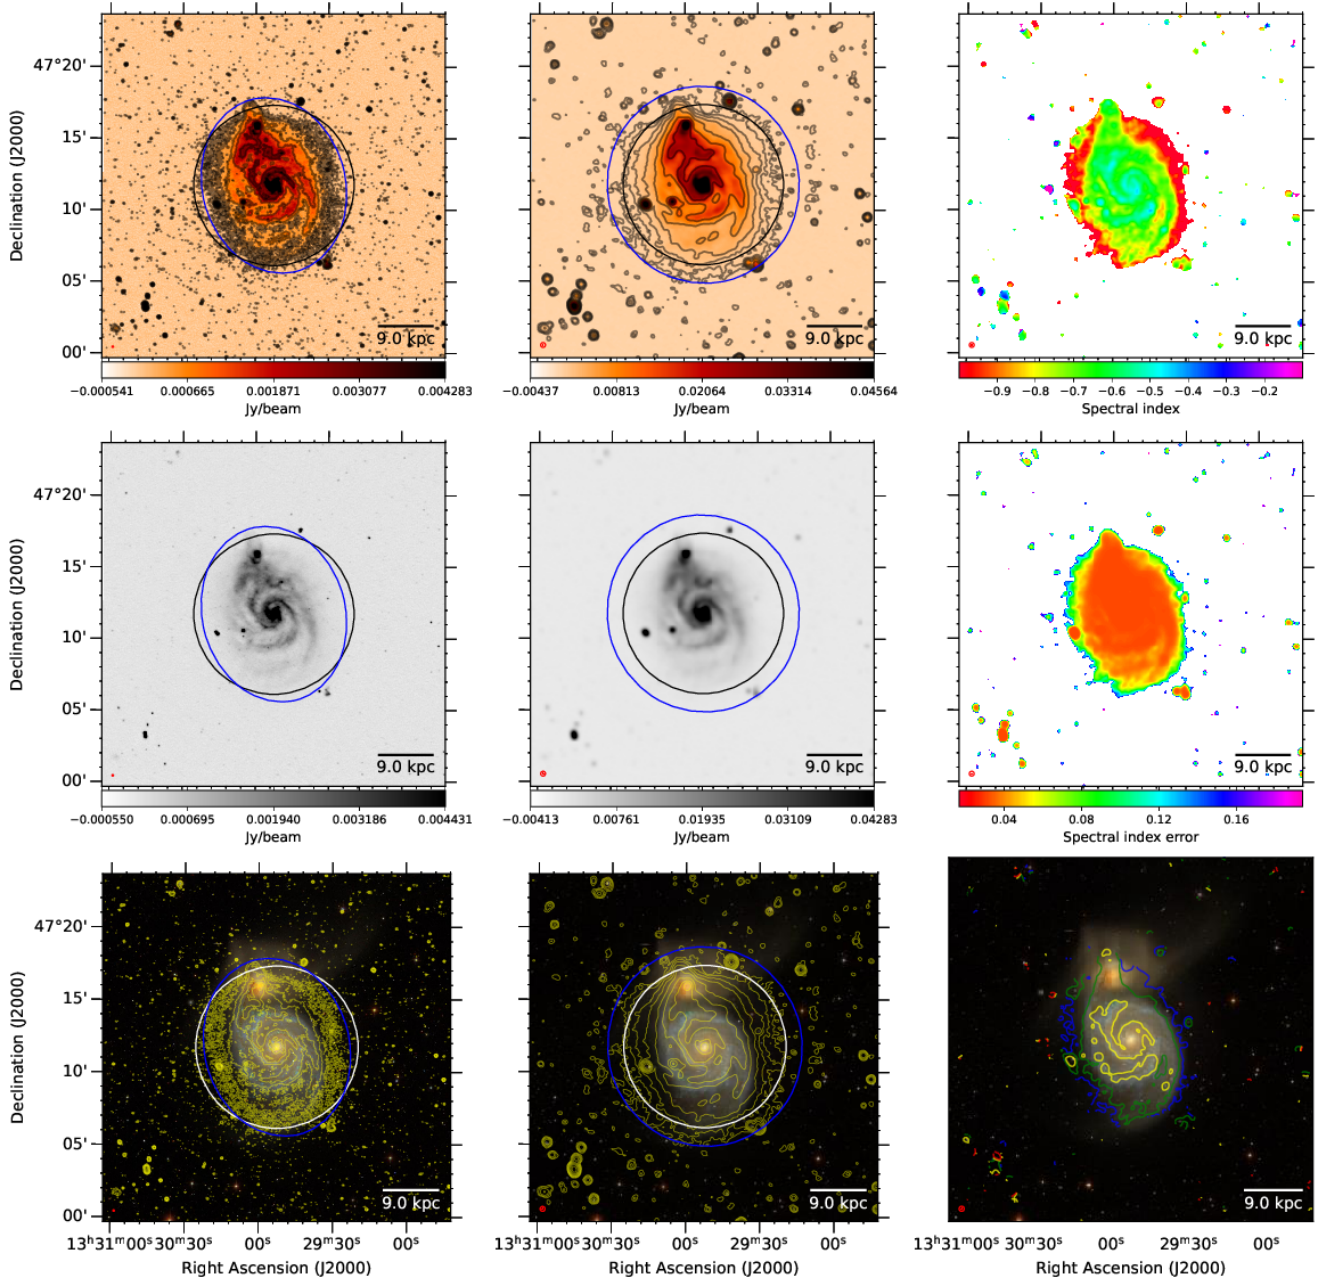 47°20'
15'
10'
05'
00'
Declination (J2000)
9.0 kpc
9.0 kpc
9.0 kpc
−0.000541 0.000665 0.001871 0.003077 0.004283
Jy/beam
−0.00437 0.00813 0.02064 0.03314 0.04564
Jy/beam
−0.9 −0.8 −0.7 −0.6 −0.5 −0.4 −0.3 −0.2
Spectral index
47°20'
15'
10'
05'
00'
Declination (J2000)
9.0 kpc
9.0 kpc
9.0 kpc
−0.000550 0.000695 0.001940 0.003186 0.004431
Jy/beam
−0.00413 0.00761 0.01935 0.03109 0.04283
Jy/beam
0.04 0.08 0.12 0.16
Spectral index error
47°20'
15'
10'
05'
00'
Declination (J2000)
9.0 kpc
9.0 kpc
9.0 kpc
13ʰ31ᵐ00ˢ30ᵐ30ˢ 00ˢ 29ᵐ30ˢ 00ˢ
Right Ascension (J2000)
13ʰ31ᵐ00ˢ30ᵐ30ˢ 00ˢ 29ᵐ30ˢ 00ˢ
Right Ascension (J2000)
13ʰ31ᵐ00ˢ30ᵐ30ˢ 00ˢ 29ᵐ30ˢ 00ˢ
Right Ascension (J2000)